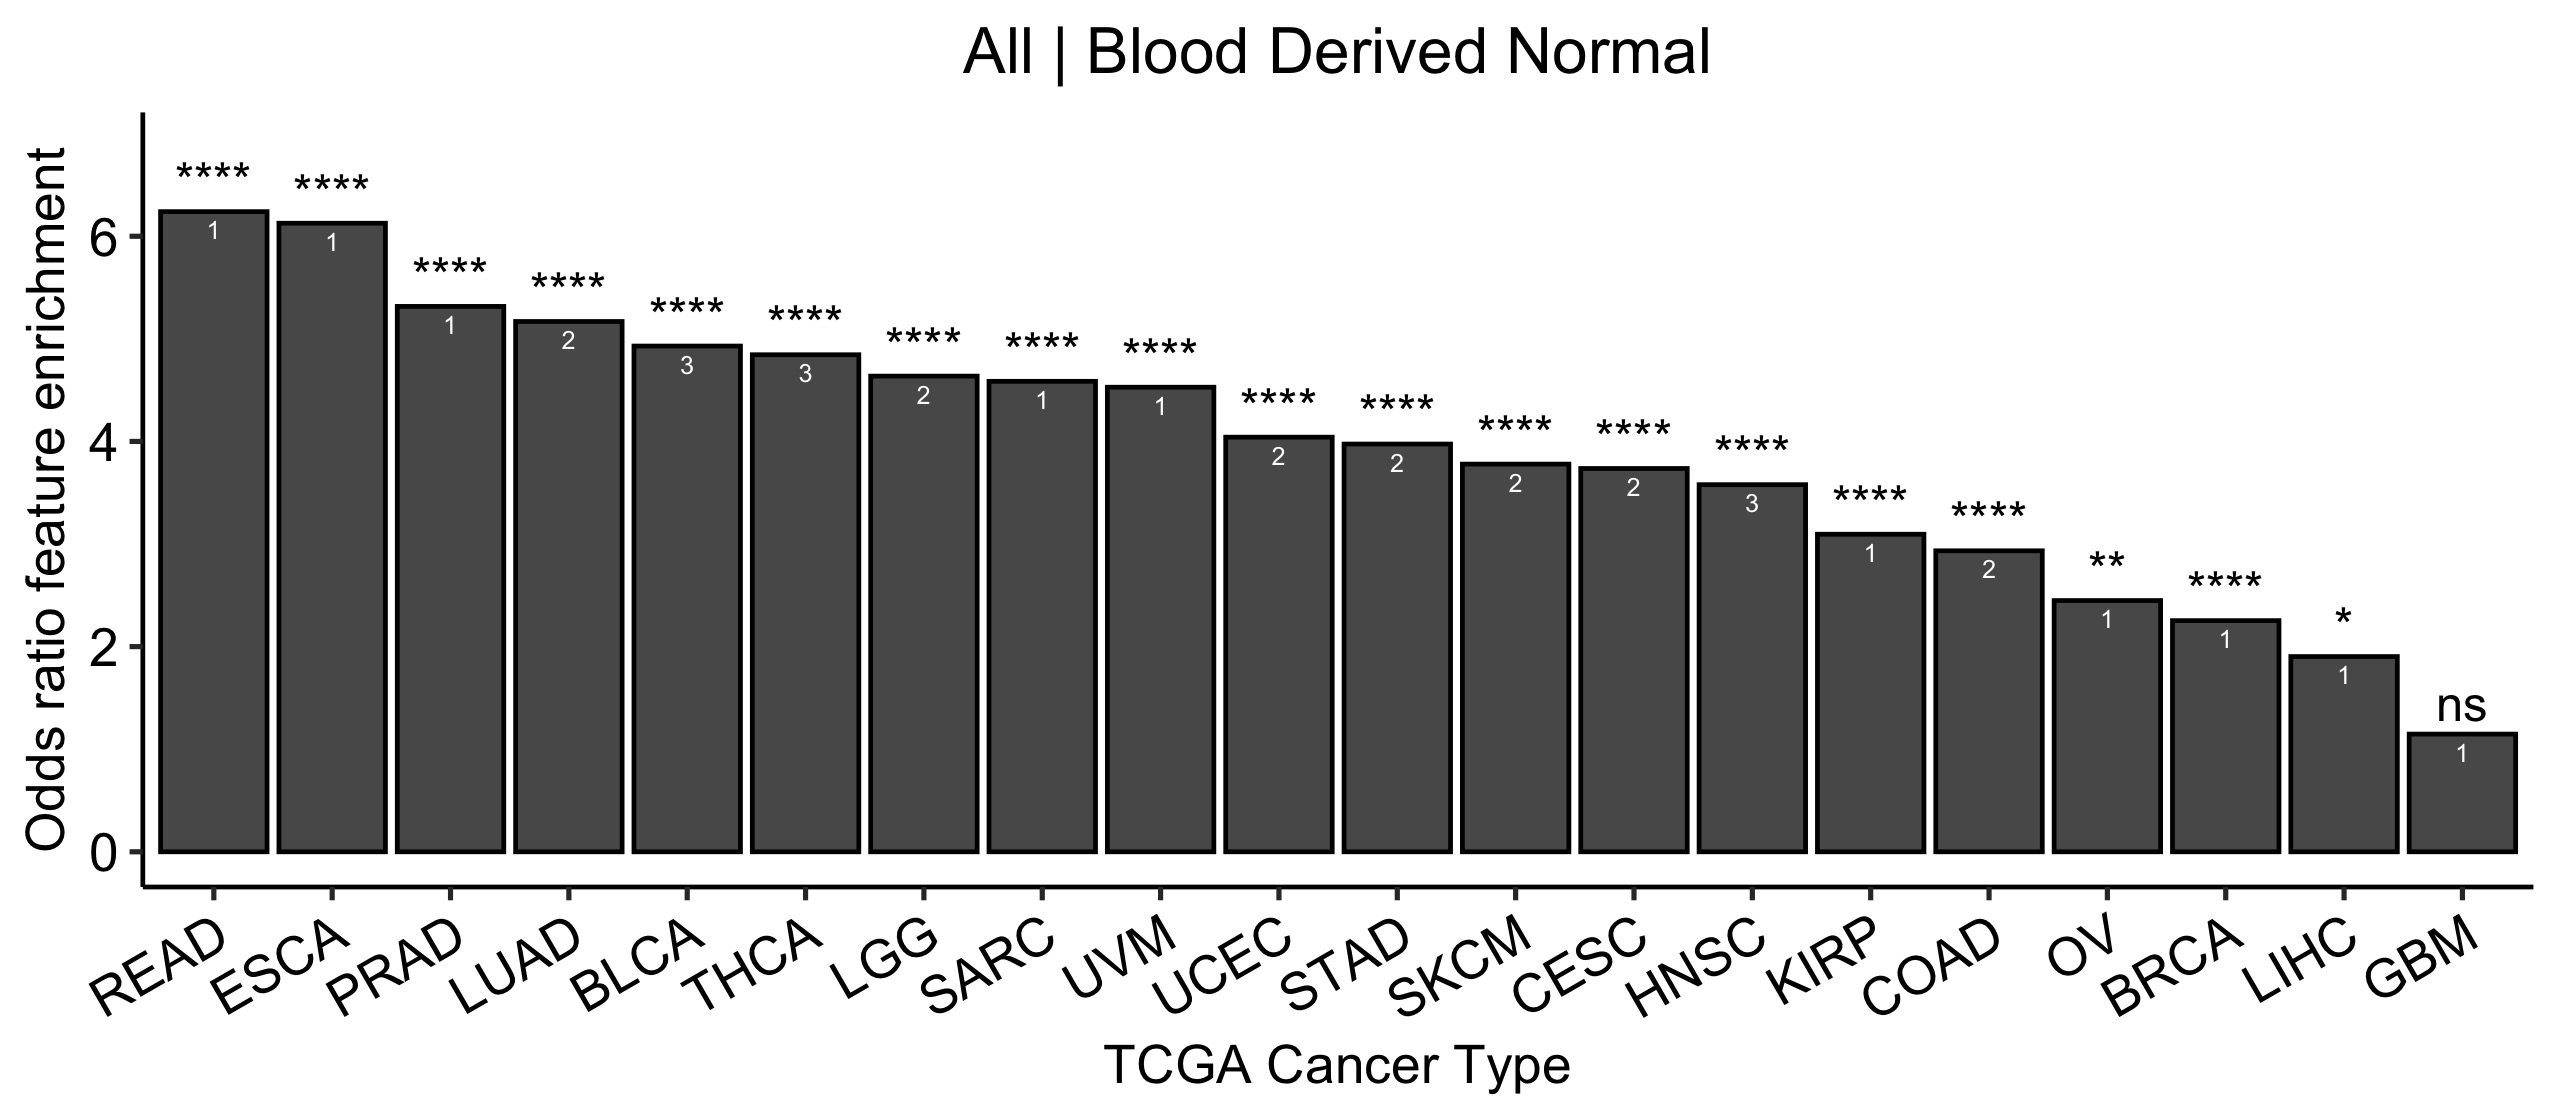 All | Blood Derived Normal
Odds ratio feature enrichment
6
4
2
0
**** **** **** **** **** **** **** **** **** **** **** **** **** **** **** **** ** **** * ns
1 1 1 2 3 3 2 1 1 2 2 2 2 3 1 2 1 1 1 1
READ ESCA PRAD LUAD BLCA THCA LGG SARC UVM UCEC STAD SKCM CESC HNSC KIRP COAD OV BRCA LIHC GBM
TCGA Cancer Type